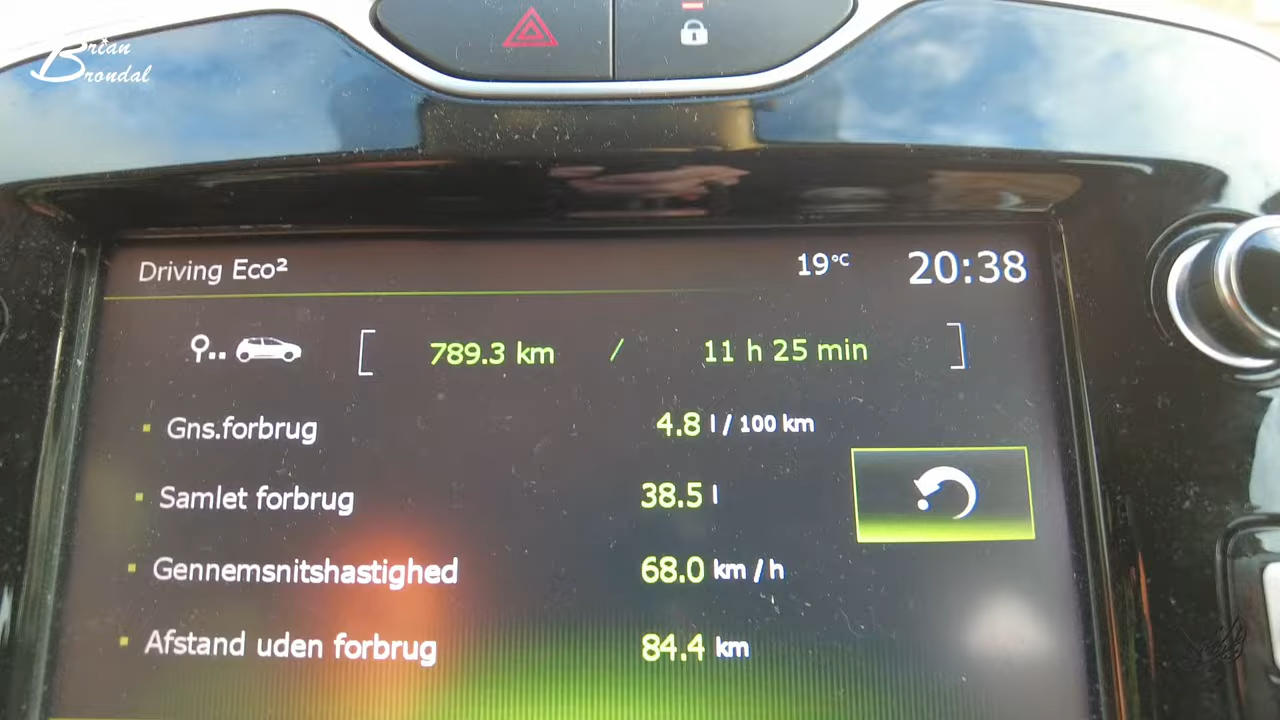 Brian
Brondal
Driving Eco² 19°C 20:38
[ 789.3 km / 11 h 25 min ]
Gns.forbrug 4.8 l / 100 km
Samlet forbrug 38.5 l
Gennemsnitshastighed 68.0 km / h
Afstand uden forbrug 84.4 km